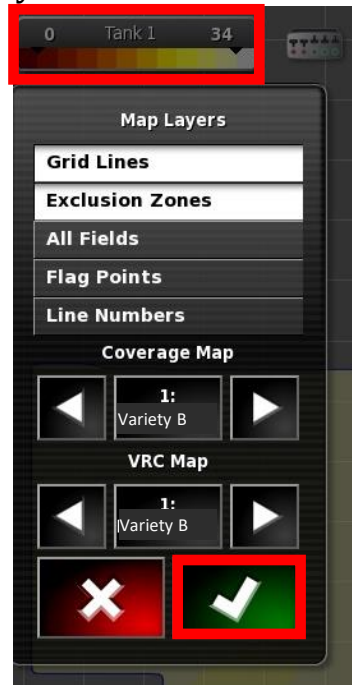 0 Tank 1 34
Map Layers
Grid Lines
Exclusion Zones
All Fields
Flag Points
Line Numbers
Coverage Map
1:
Variety B
VRC Map
1:
Variety B